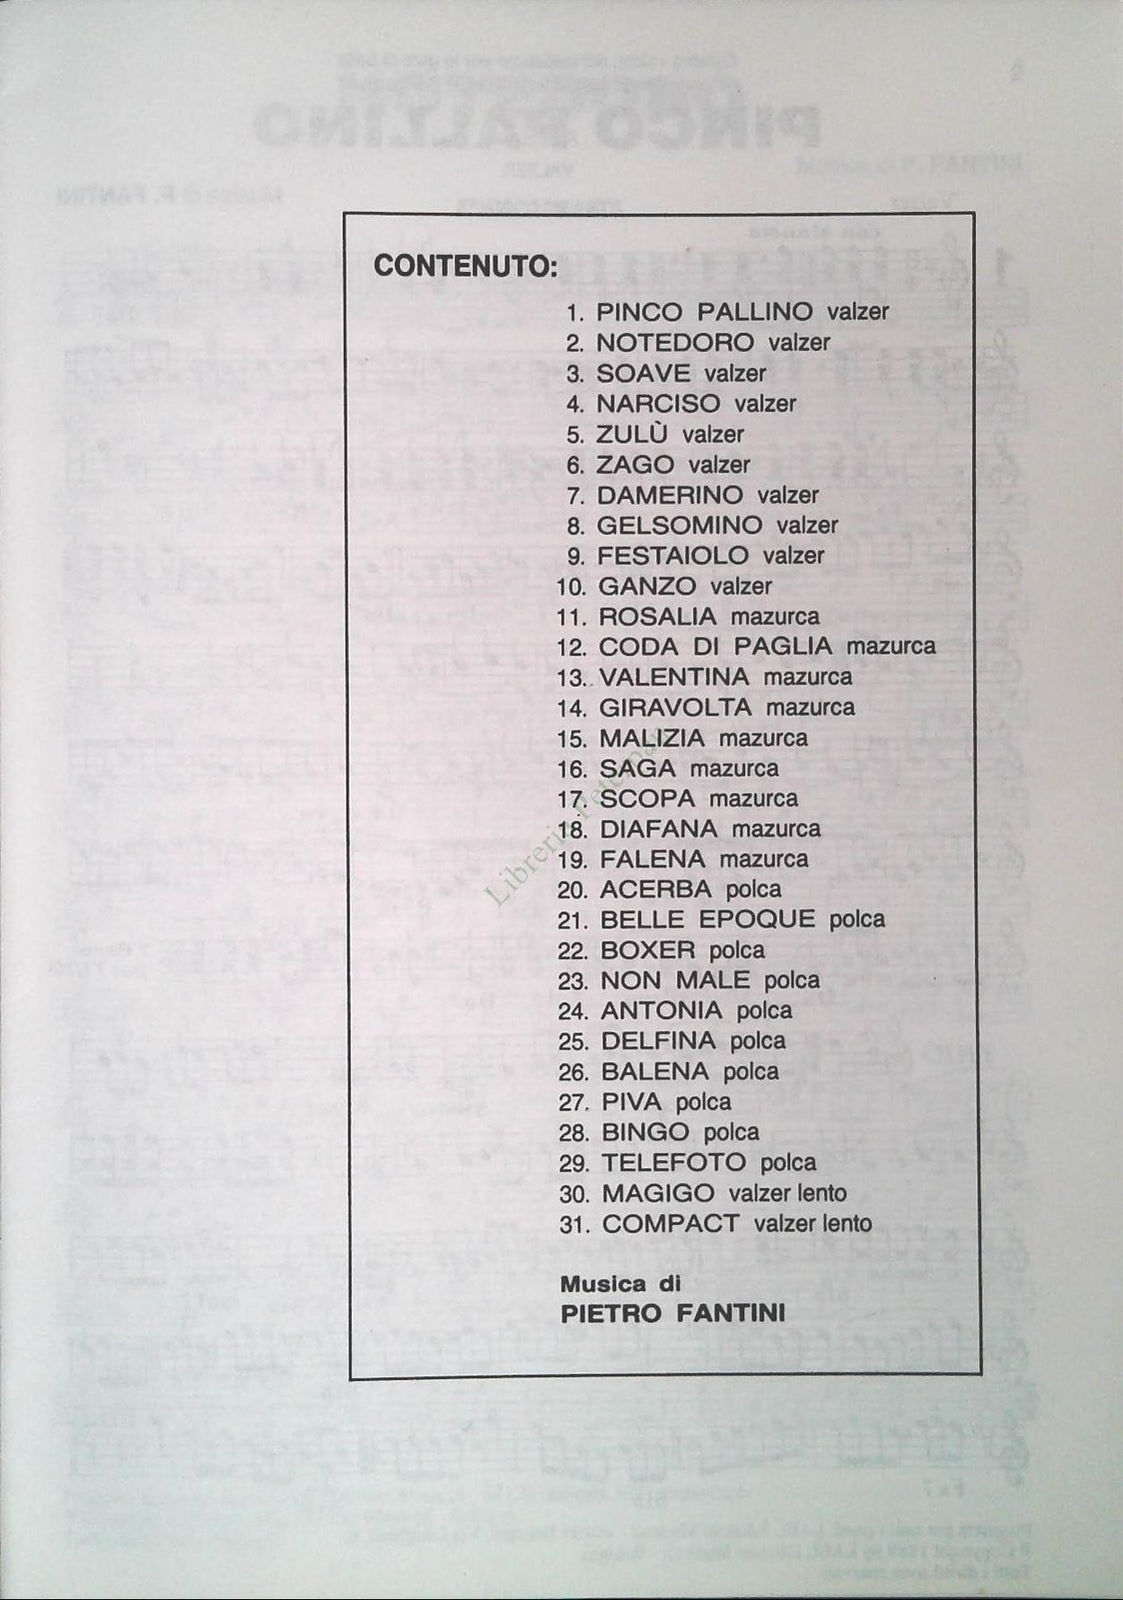 CONTENUTO:
1. PINCO PALLINO valzer
2. NOTEDORO valzer
3. SOAVE valzer
4. NARCISO valzer
5. ZULÙ valzer
6. ZAGO valzer
7. DAMERINO valzer
8. GELSOMINO valzer
9. FESTAIOLO valzer
10. GANZO valzer
11. ROSALIA mazurca
12. CODA DI PAGLIA mazurca
13. VALENTINA mazurca
14. GIRAVOLTA mazurca
15. MALIZIA mazurca
16. SAGA mazurca
17. SCOPA mazurca
18. DIAFANA mazurca
19. FALENA mazurca
20. ACERBA polca
21. BELLE EPOQUE polca
22. BOXER polca
23. NON MALE polca
24. ANTONIA polca
25. DELFINA polca
26. BALENA polca
27. PIVA polca
28. BINGO polca
29. TELEFOTO polca
30. MAGIGO valzer lento
31. COMPACT valzer lento
Musica di
PIETRO FANTINI
Libreria